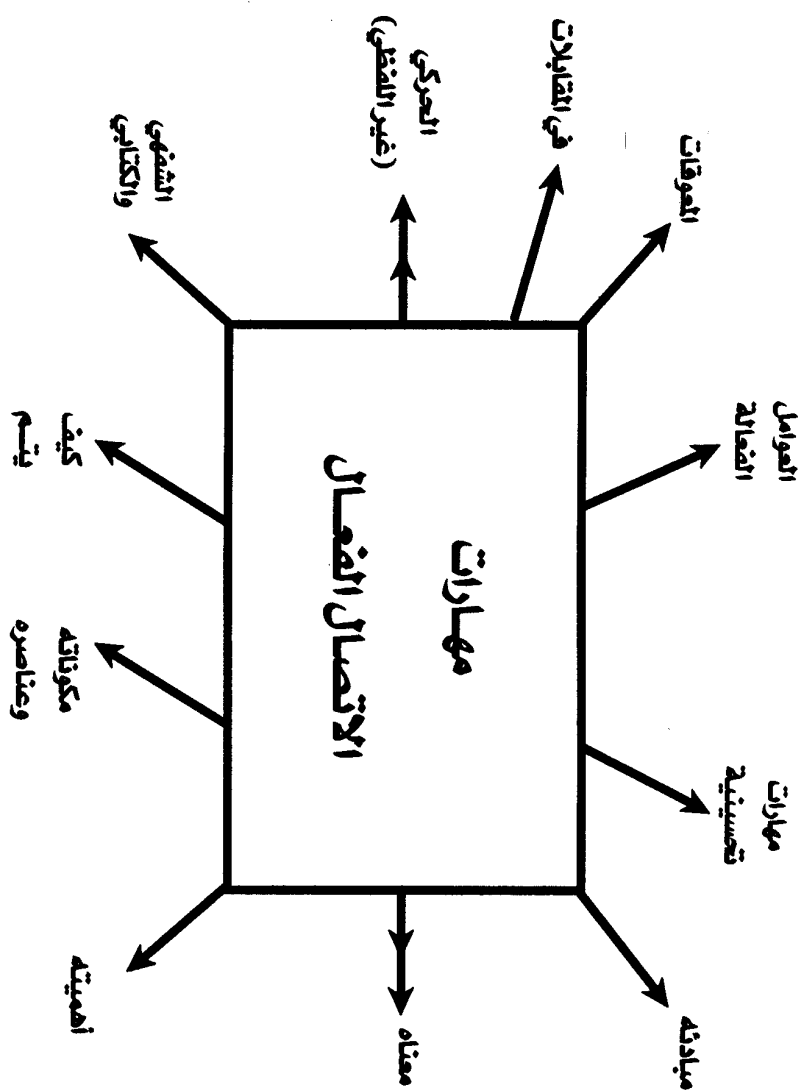 مبادئه
مهارات
تحسينية
العوامل
الفعالة
المعوقات
في المقابلات
مهارات
الاتصال الفعال
معناه
الحركي
(غير اللفظي)
الشفهي
والكتابي
أهميته
مكوناته
وعناصره
كيف
يتم